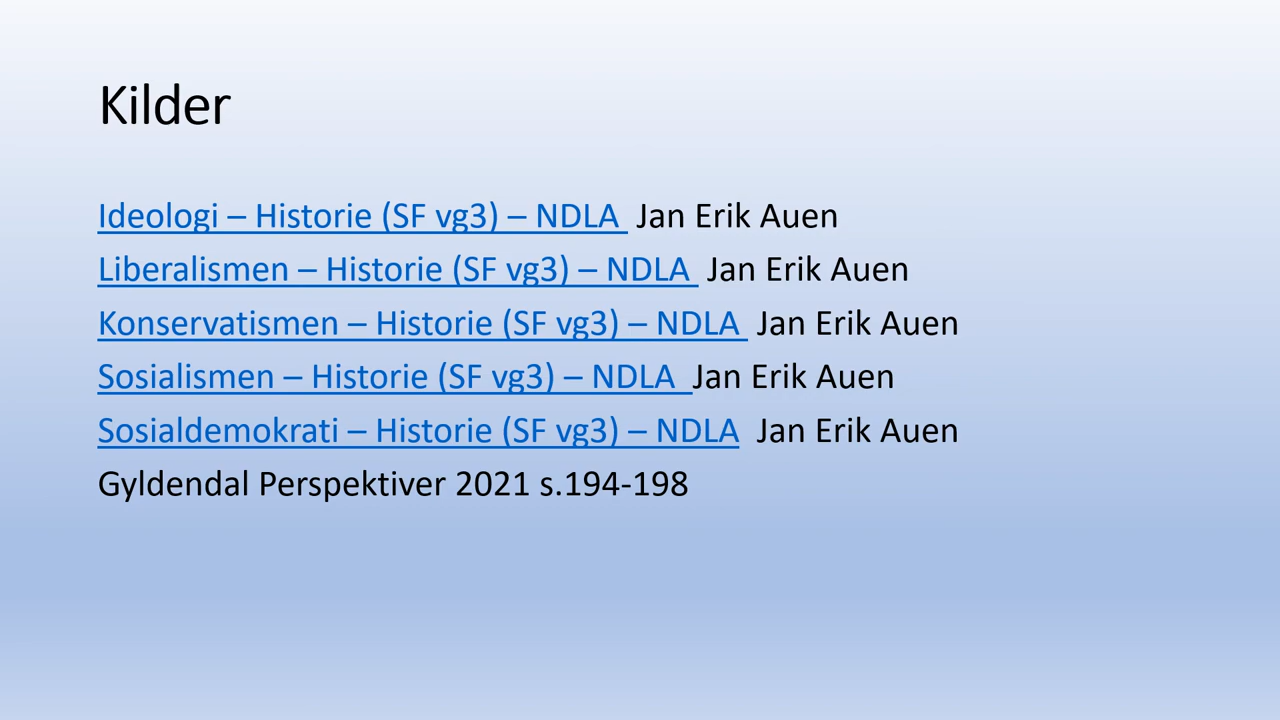 Kilder
Ideologi – Historie (SF vg3) – NDLA Jan Erik Auen
Liberalismen – Historie (SF vg3) – NDLA Jan Erik Auen
Konservatismen – Historie (SF vg3) – NDLA Jan Erik Auen
Sosialismen – Historie (SF vg3) – NDLA Jan Erik Auen
Sosialdemokrati – Historie (SF vg3) – NDLA Jan Erik Auen
Gyldendal Perspektiver 2021 s.194-198